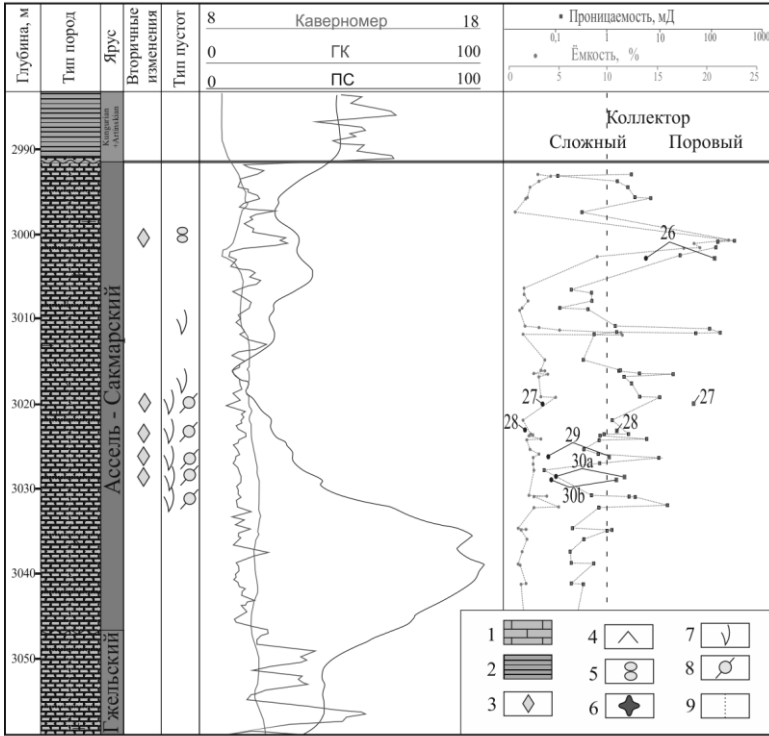 Глубина, м
Тип пород
Ярус
Вторичные изменения
Тип пустот
8 Каверномер 18
0 ГК 100
0 ПС 100
Проницаемость, мД
0,1 1 10 100 1000
Ёмкость, %
0 5 10 15 20 25
Kungurian
+Artinskian
Коллектор
Сложный Поровый
2990
3000
3010
3020
3030
3040
3050
Ассель - Сакмарский
Гжельский
26
27 27
28 28
29
30a
30b
1 4 7
2 5 8
3 6 9